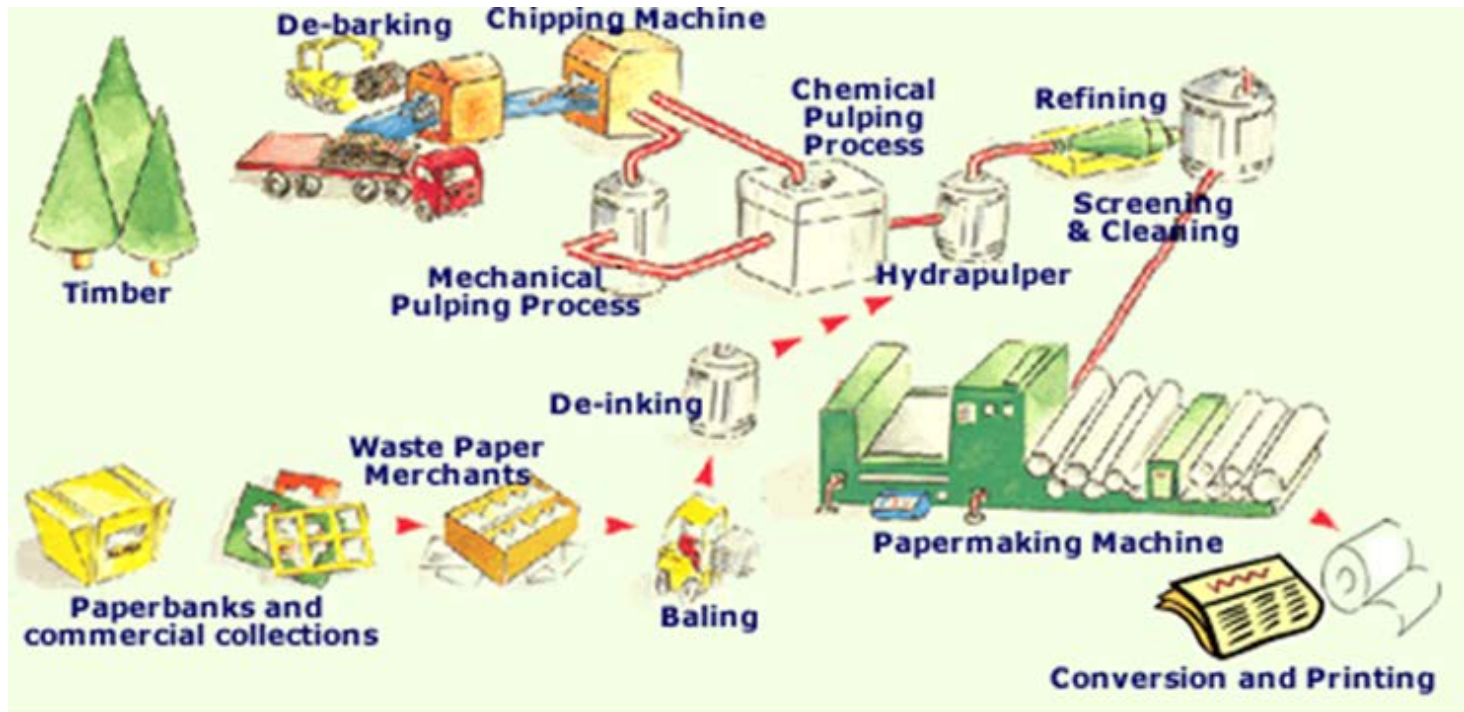 De-barking
Chipping Machine
Chemical
Pulping
Process
Refining
Screening
& Cleaning
Timber
Mechanical
Pulping Process
Hydrapulper
De-inking
Waste Paper
Merchants
Papermaking Machine
Paperbanks and
commercial collections
Baling
Conversion and Printing